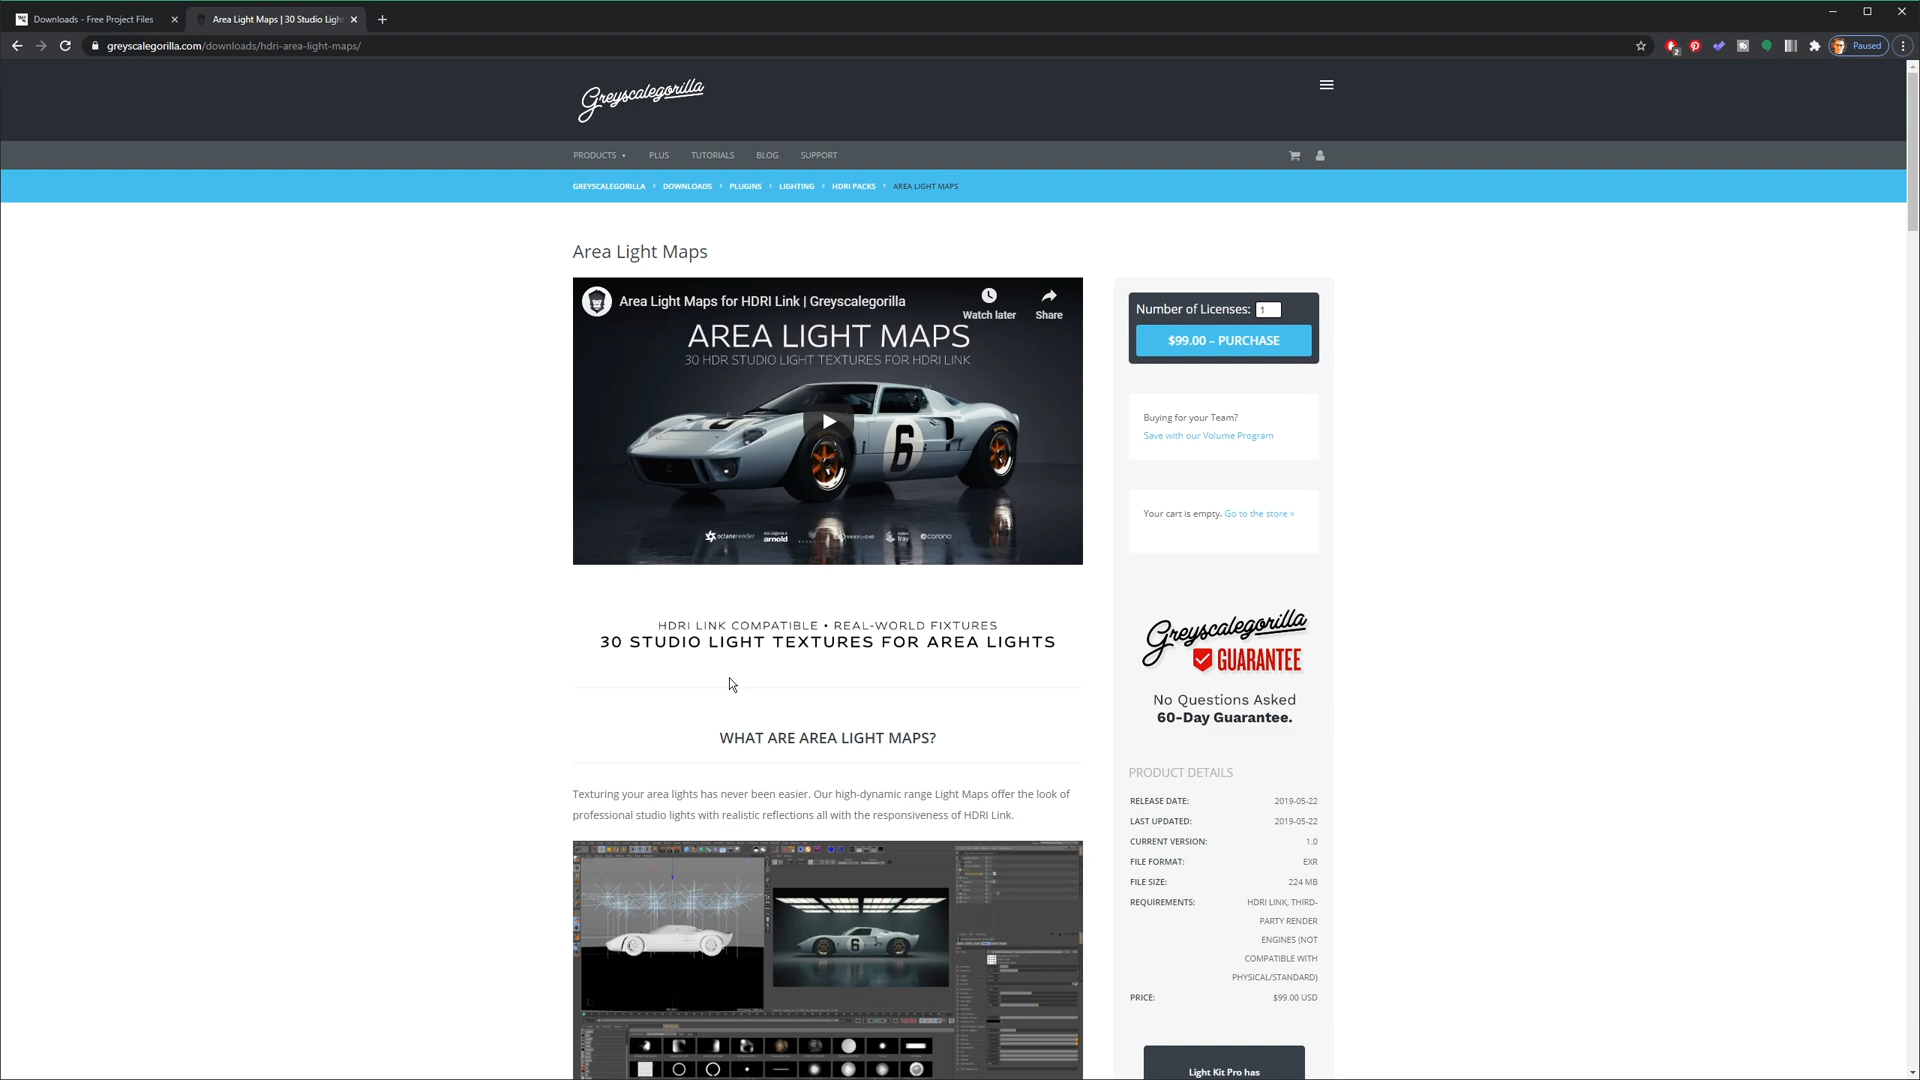 Downloads - Free Project Files
Area Light Maps | 30 Studio Ligh
greyscalegorilla.com/downloads/hdri-area-light-maps/
2
Paused
Greyscalegorilla
PRODUCTS
PLUS
TUTORIALS
BLOG
SUPPORT
GREYSCALEGORILLA › DOWNLOADS › PLUGINS › LIGHTING › HDRI PACKS › AREA LIGHT MAPS
Area Light Maps
Area Light Maps for HDRI Link | Greyscalegorilla
Watch later
Share
AREA LIGHT MAPS
30 HDR STUDIO LIGHT TEXTURES FOR HDRI LINK
6
octanerender
arnold
iray
corona
HDRI LINK COMPATIBLE • REAL-WORLD FIXTURES
30 STUDIO LIGHT TEXTURES FOR AREA LIGHTS
WHAT ARE AREA LIGHT MAPS?
Texturing your area lights has never been easier. Our high-dynamic range Light Maps offer the look of
professional studio lights with realistic reflections all with the responsiveness of HDRI Link.
6
Number of Licenses: 1
$99.00 – PURCHASE
Buying for your Team?
Save with our Volume Program
Your cart is empty. Go to the store »
Greyscalegorilla
GUARANTEE
No Questions Asked
60-Day Guarantee.
PRODUCT DETAILS
RELEASE DATE: 2019-05-22
LAST UPDATED: 2019-05-22
CURRENT VERSION: 1.0
FILE FORMAT: EXR
FILE SIZE: 224 MB
REQUIREMENTS: HDRI LINK, THIRD-
PARTY RENDER
ENGINES (NOT
COMPATIBLE WITH
PHYSICAL/STANDARD)
PRICE: $99.00 USD
Light Kit Pro has